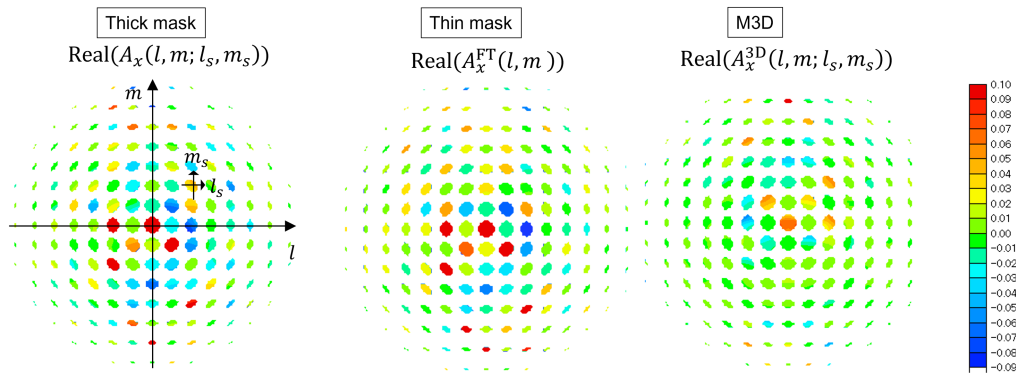 Thick mask
Real(A_x(l, m; l_s, m_s))
m
m_s
l_s
l
Thin mask
Real(A_x^FT(l, m ))
M3D
Real(A_x^3D(l, m; l_s, m_s))
0.10
0.09
0.08
0.07
0.06
0.05
0.04
0.03
0.02
0.01
0.00
−0.01
−0.02
−0.03
−0.04
−0.05
−0.06
−0.07
−0.08
−0.09